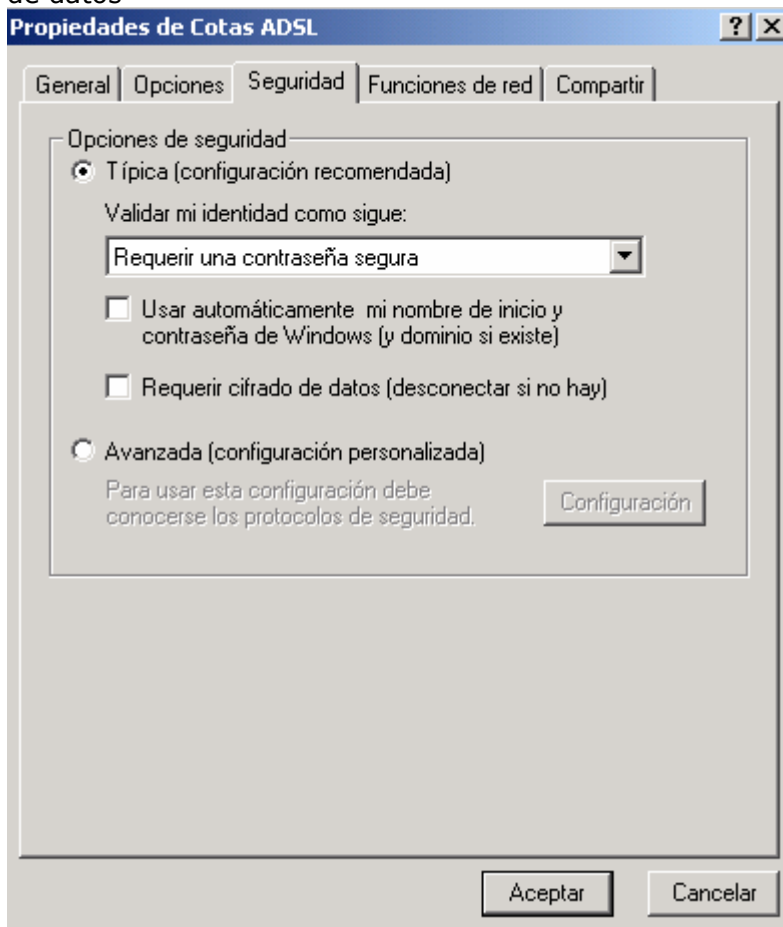 de datos
Propiedades de Cotas ADSL
General Opciones Seguridad Funciones de red Compartir
Opciones de seguridad
Típica (configuración recomendada)
Validar mi identidad como sigue:
Requerir una contraseña segura
Usar automáticamente mi nombre de inicio y
contraseña de Windows (y dominio si existe)
Requerir cifrado de datos (desconectar si no hay)
Avanzada (configuración personalizada)
Para usar esta configuración debe
conocerse los protocolos de seguridad.
Configuración
Aceptar Cancelar